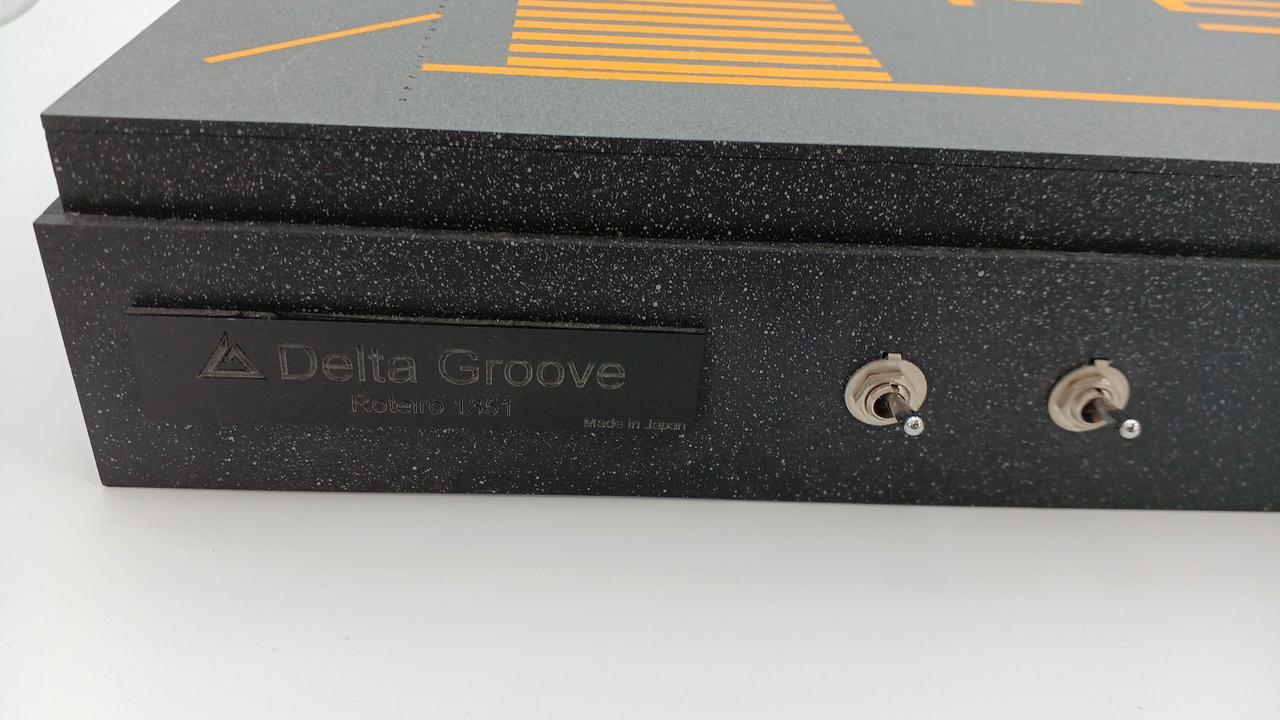 Delta Groove
Roteiro 1351
Made in Japan